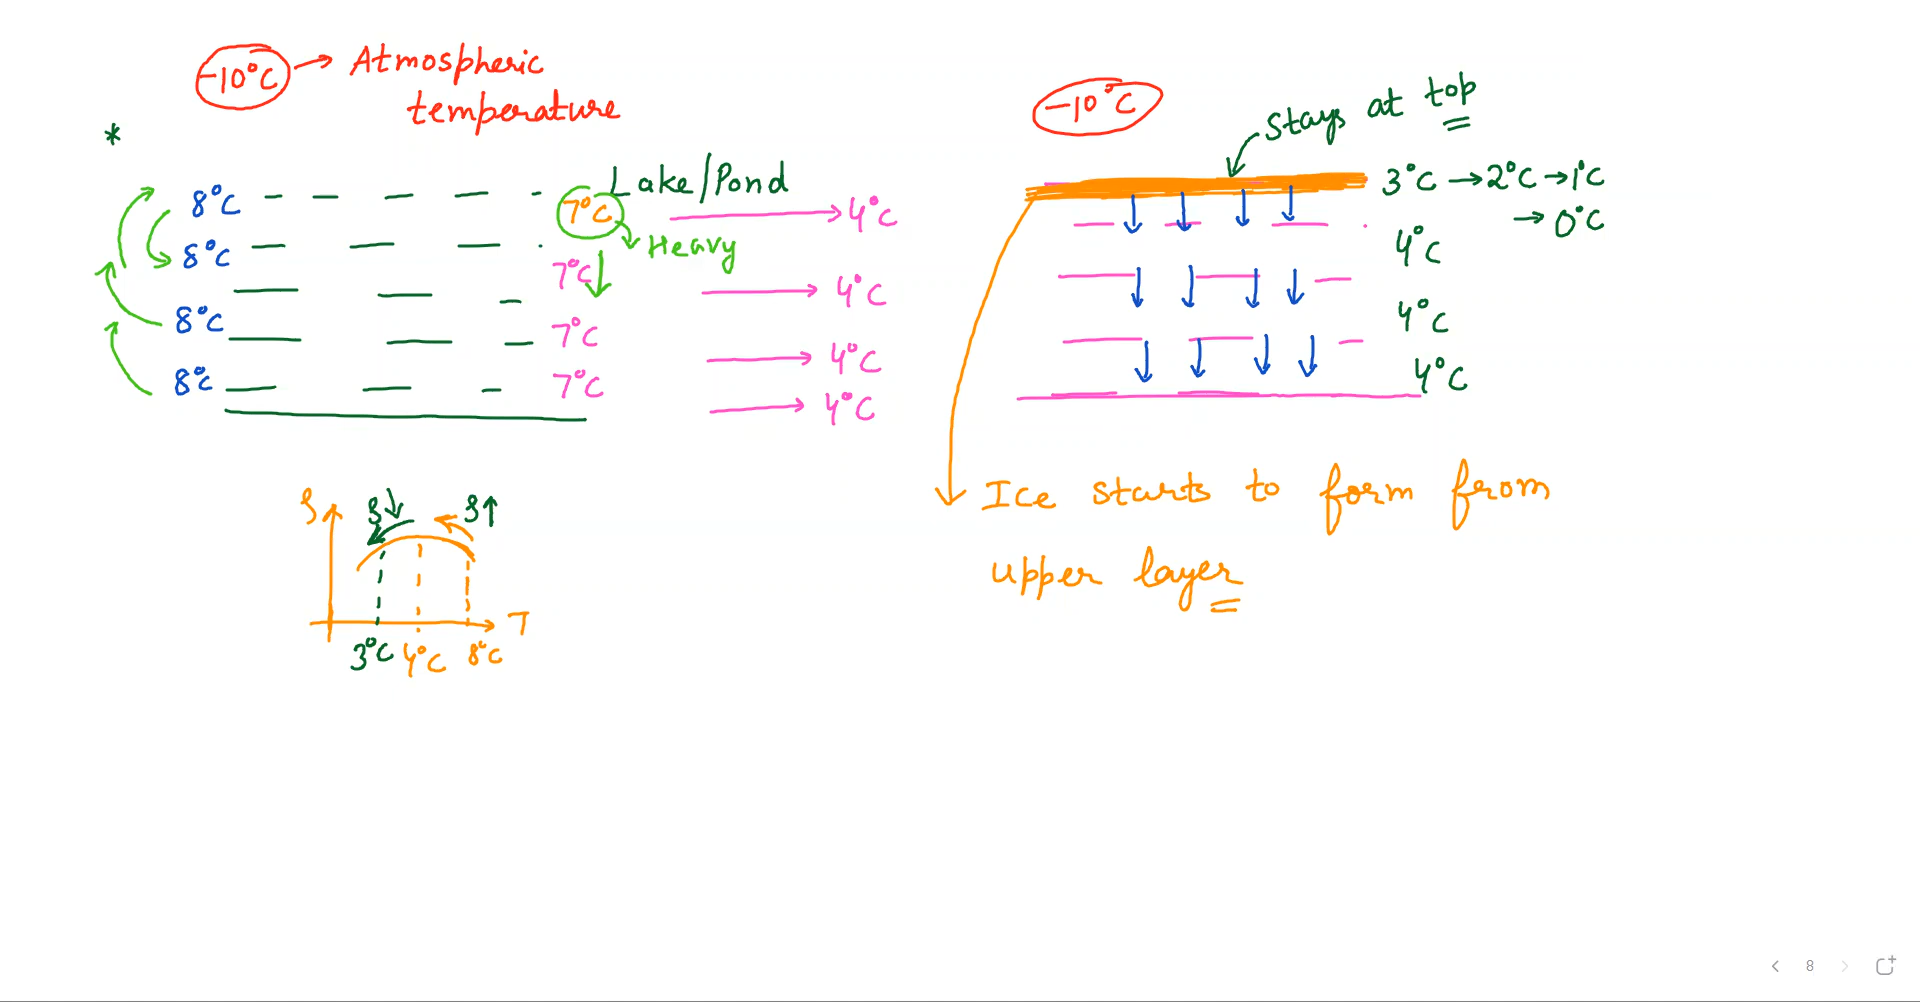 -10°C → Atmospheric
temperature
*
Lake/Pond
8°C
8°C
8°C
8°C
7°C → 4°C
Heavy
7°C → 4°C
7°C → 4°C
7°C → 4°C
-10°C
Stays at top
3°C → 2°C → 1°C
→ 0°C
4°C
4°C
4°C
Ice starts to form from
upper layer
ρ
ρ↓ ρ↑
T
3°C 4°C 8°C
8